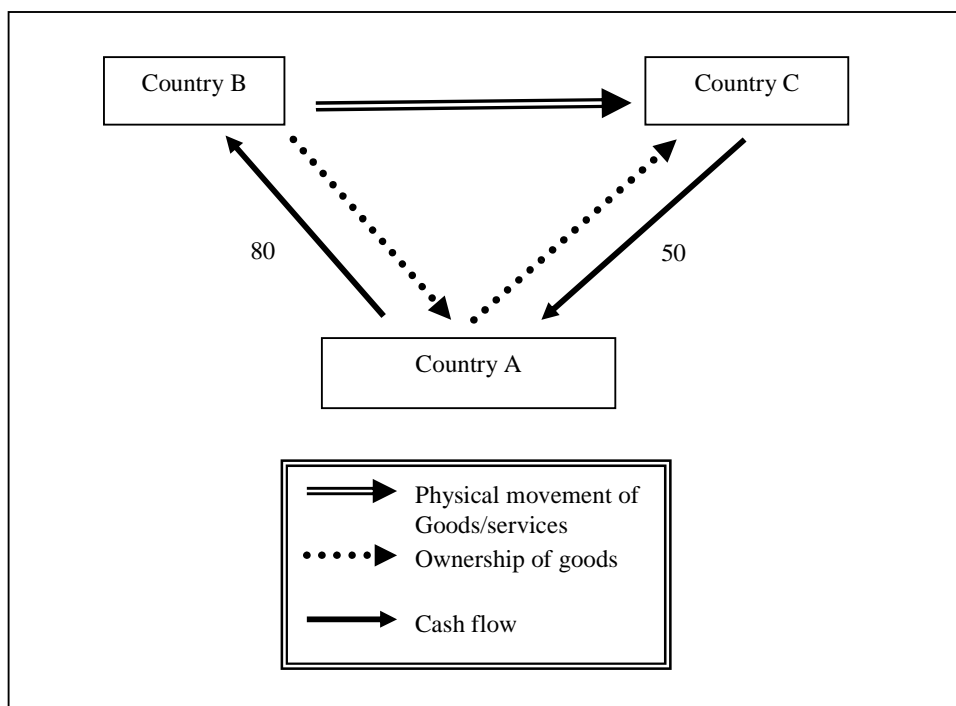 Country B
Country C
80
50
Country A
Physical movement of
Goods/services
Ownership of goods
Cash flow